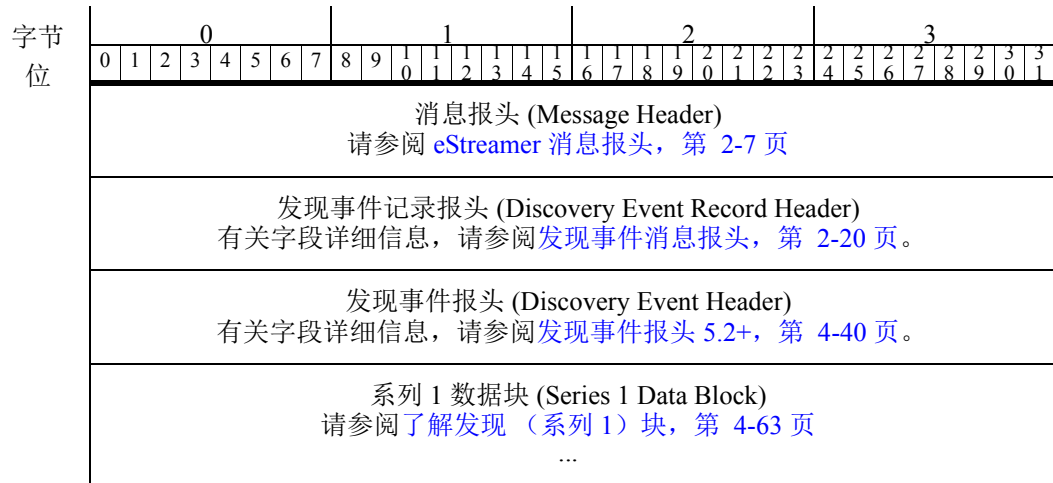 字节 0 1 2 3
位 0 1 2 3 4 5 6 7 8 9 10 11 12 13 14 15 16 17 18 19 20 21 22 23 24 25 26 27 28 29 30 31
消息报头 (Message Header)
请参阅 eStreamer 消息报头，第 2-7 页
发现事件记录报头 (Discovery Event Record Header)
有关字段详细信息，请参阅发现事件消息报头，第 2-20 页。
发现事件报头 (Discovery Event Header)
有关字段详细信息，请参阅发现事件报头 5.2+，第 4-40 页。
系列 1 数据块 (Series 1 Data Block)
请参阅了解发现 （系列 1）块，第 4-63 页
...